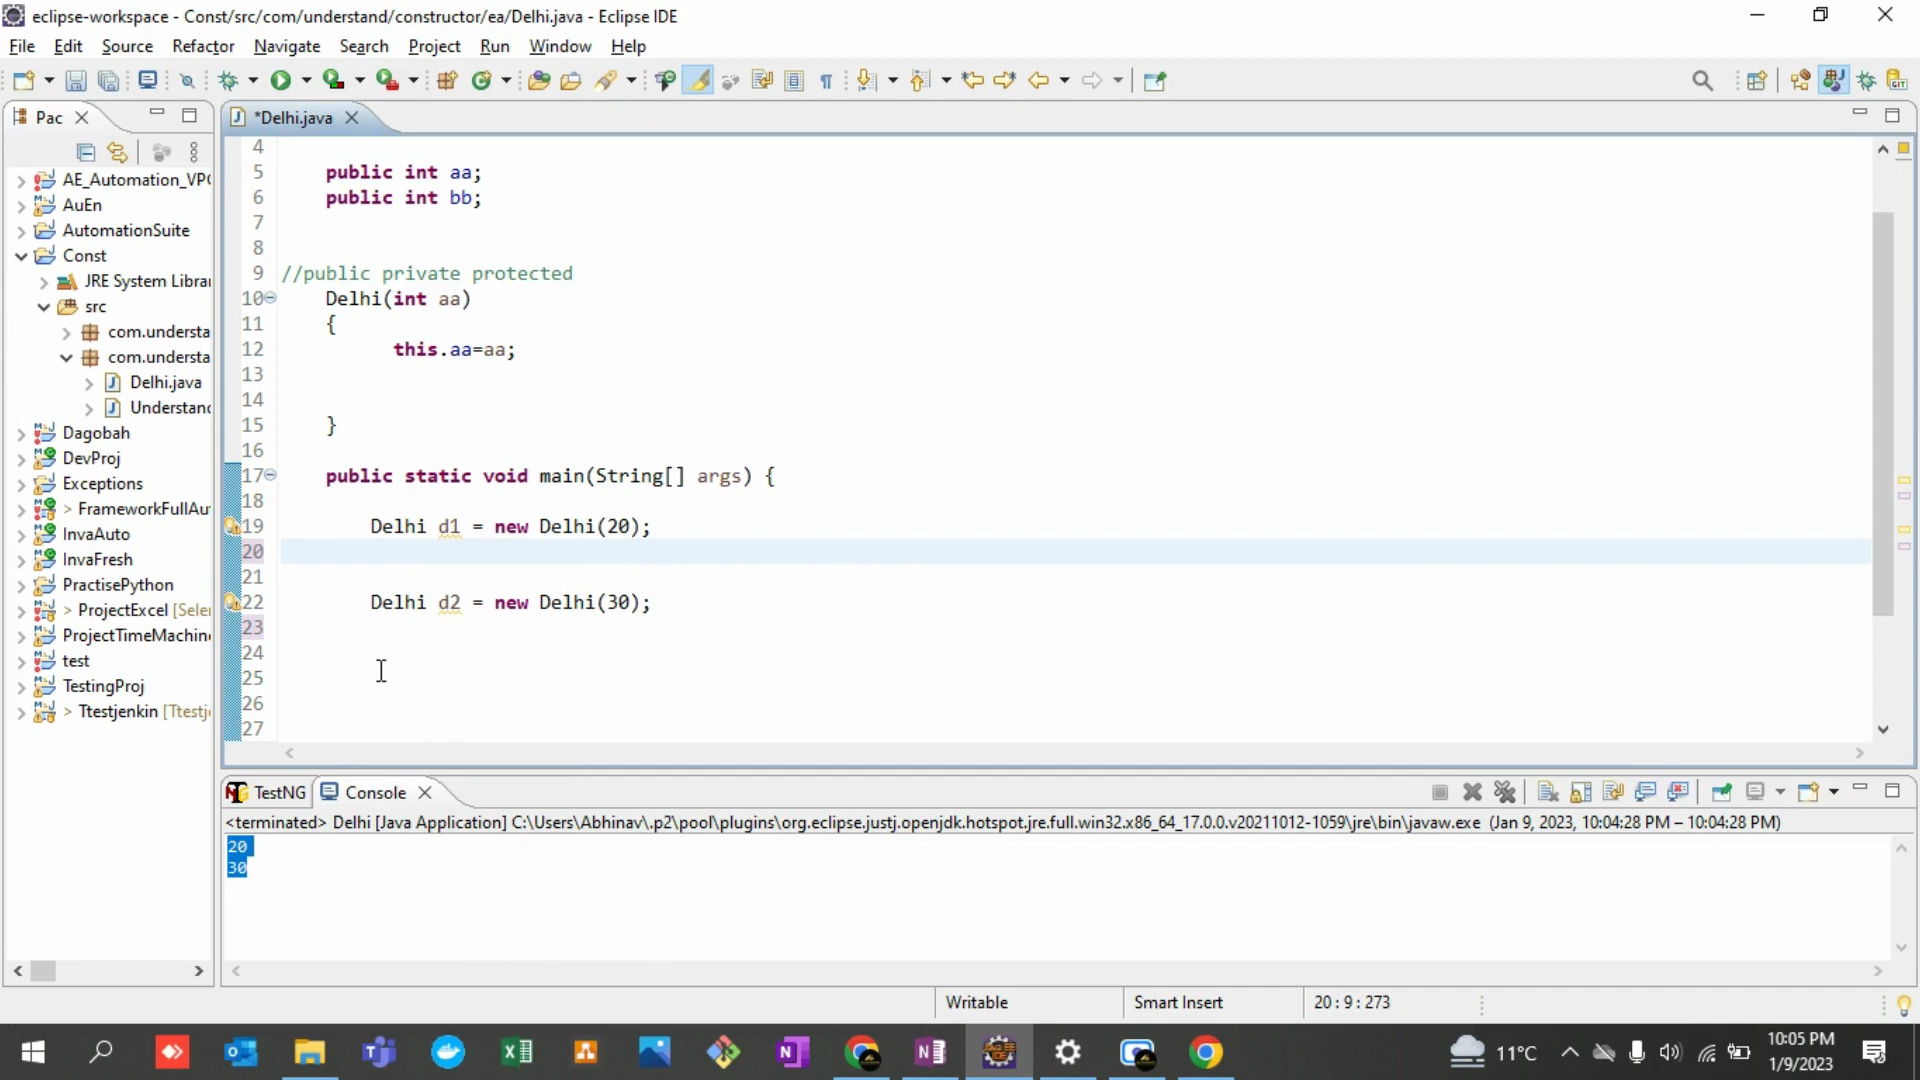 eclipse-workspace - Const/src/com/understand/constructor/ea/Delhi.java - Eclipse IDE
File Edit Source Refactor Navigate Search Project Run Window Help
Pac
AE_Automation_VPC
AuEn
AutomationSuite
Const
JRE System Librar
src
com.understa
com.understa
Delhi.java
Understand
Dagobah
DevProj
Exceptions
> FrameworkFullAu
InvaAuto
InvaFresh
PractisePython
> ProjectExcel [Seler
ProjectTimeMachine
test
TestingProj
> Ttestjenkin [Ttestje
*Delhi.java
4
5 public int aa;
6 public int bb;
7
8
9 //public private protected
10 Delhi(int aa)
11 {
12 this.aa=aa;
13
14
15 }
16
17 public static void main(String[] args) {
18
19 Delhi d1 = new Delhi(20);
20
21
22 Delhi d2 = new Delhi(30);
23
24
25
26
27
TestNG Console
<terminated> Delhi [Java Application] C:\Users\Abhinav\.p2\pool\plugins\org.eclipse.justj.openjdk.hotspot.jre.full.win32.x86_64_17.0.0.v20211012-1059\jre\bin\javaw.exe (Jan 9, 2023, 10:04:28 PM – 10:04:28 PM)
20
30
Writable Smart Insert 20 : 9 : 273
11°C 10:05 PM
1/9/2023